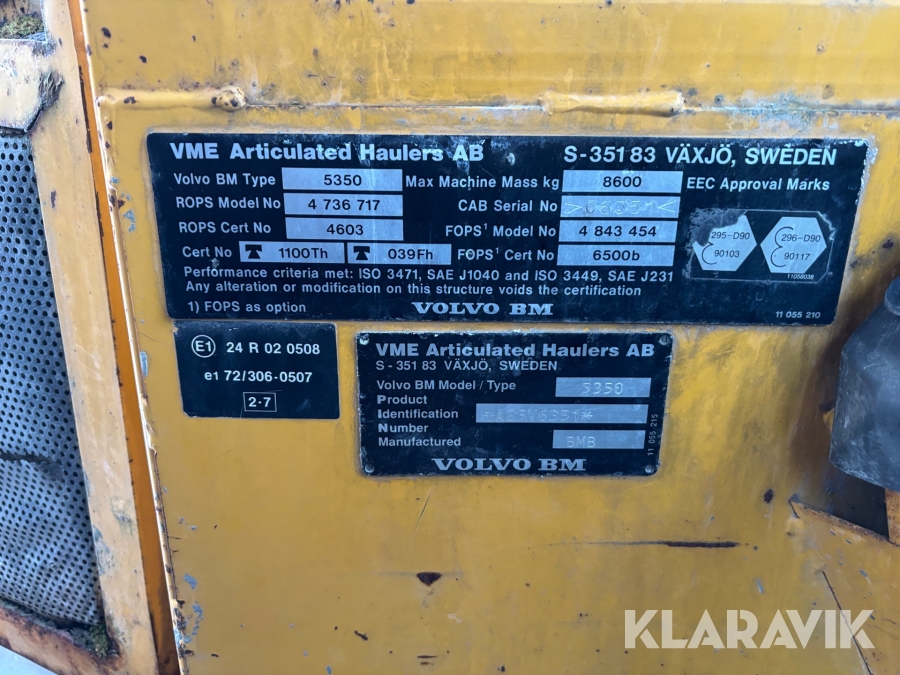 VME Articulated Haulers AB S-351 83 VÄXJÖ, SWEDEN
Volvo BM Type 5350 Max Machine Mass kg 8600 EEC Approval Marks
ROPS Model No 4 736 717 CAB Serial No
ROPS Cert No 4603 FOPS¹ Model No 4 843 454
Cert No T 1100Th T 039Fh FOPS¹ Cert No 6500b
295-D90
90103
296-D90
90117
11058038
Performance criteria met: ISO 3471, SAE J1040 and ISO 3449, SAE J231
Any alteration or modification on this structure voids the certification
1) FOPS as option VOLVO BM 11 055 210
E1 24 R 02 0508
e1 72/306-0507
2-7
VME Articulated Haulers AB
S-351 83 VÄXJÖ, SWEDEN
Volvo BM Model / Type 5350
Product
Identification
Number
Manufactured BMB
VOLVO BM
11 055 215
KLARAVIK